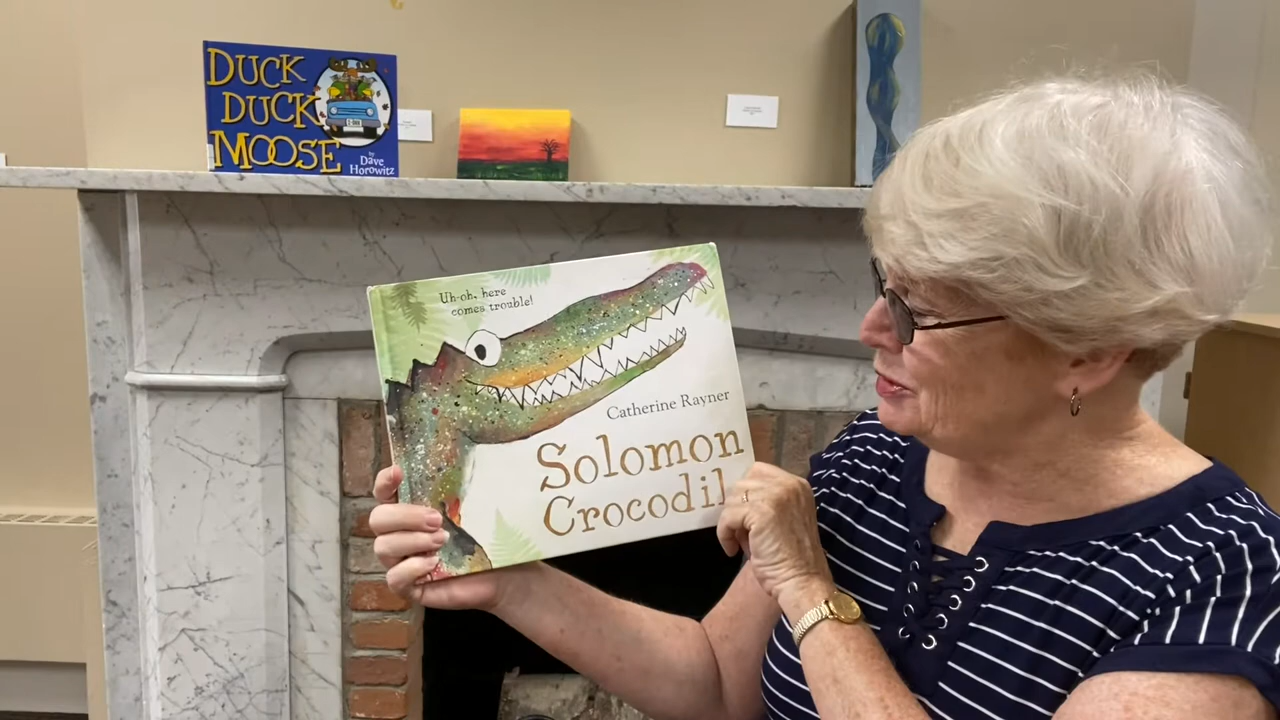 DUCK
DUCK
MOOSE
by
Dave
Horowitz
Uh-oh, here
comes trouble!
Catherine Rayner
Solomon
Crocodil